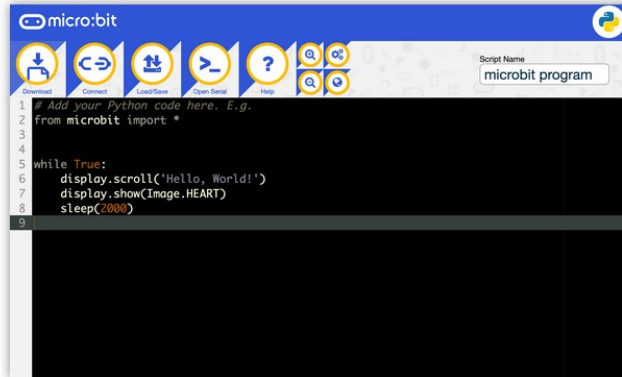 micro:bit
Download
Connect
Load/Save
Open Serial
Help
?
>_
Script Name
microbit program
1 # Add your Python code here. E.g.
2 from microbit import *
3
4
5 while True:
6     display.scroll('Hello, World!')
7     display.show(Image.HEART)
8     sleep(2000)
9